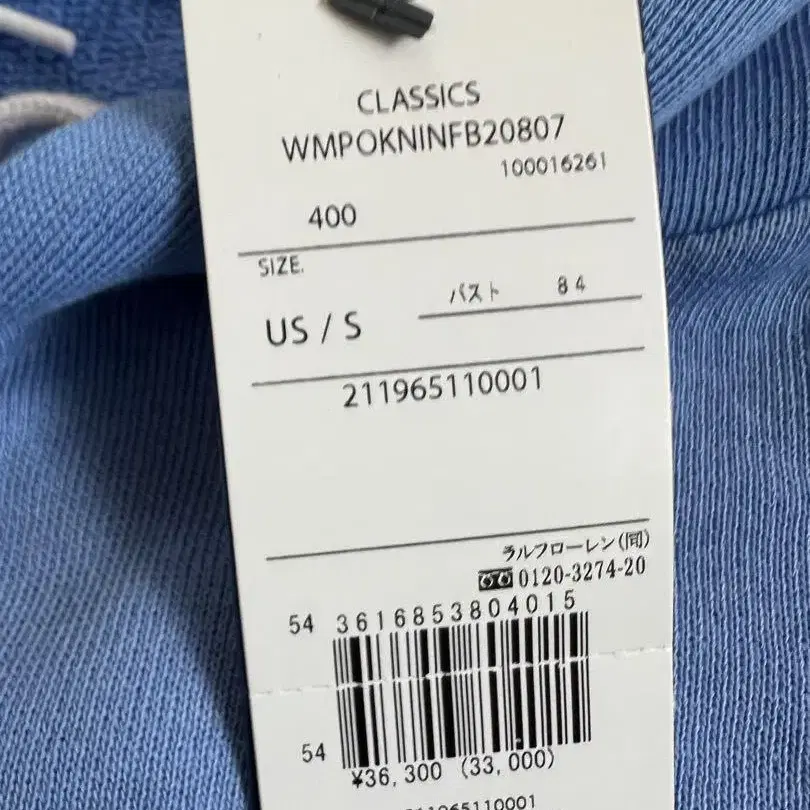 CLASSICS
WMPOKNINFB20807
100016261
400
SIZE.
US / S
バスト 84
211965110001
ラルフローレン(同)
0120-3274-20
54 3616853804015
54
¥36,300 (33,000)
211965110001